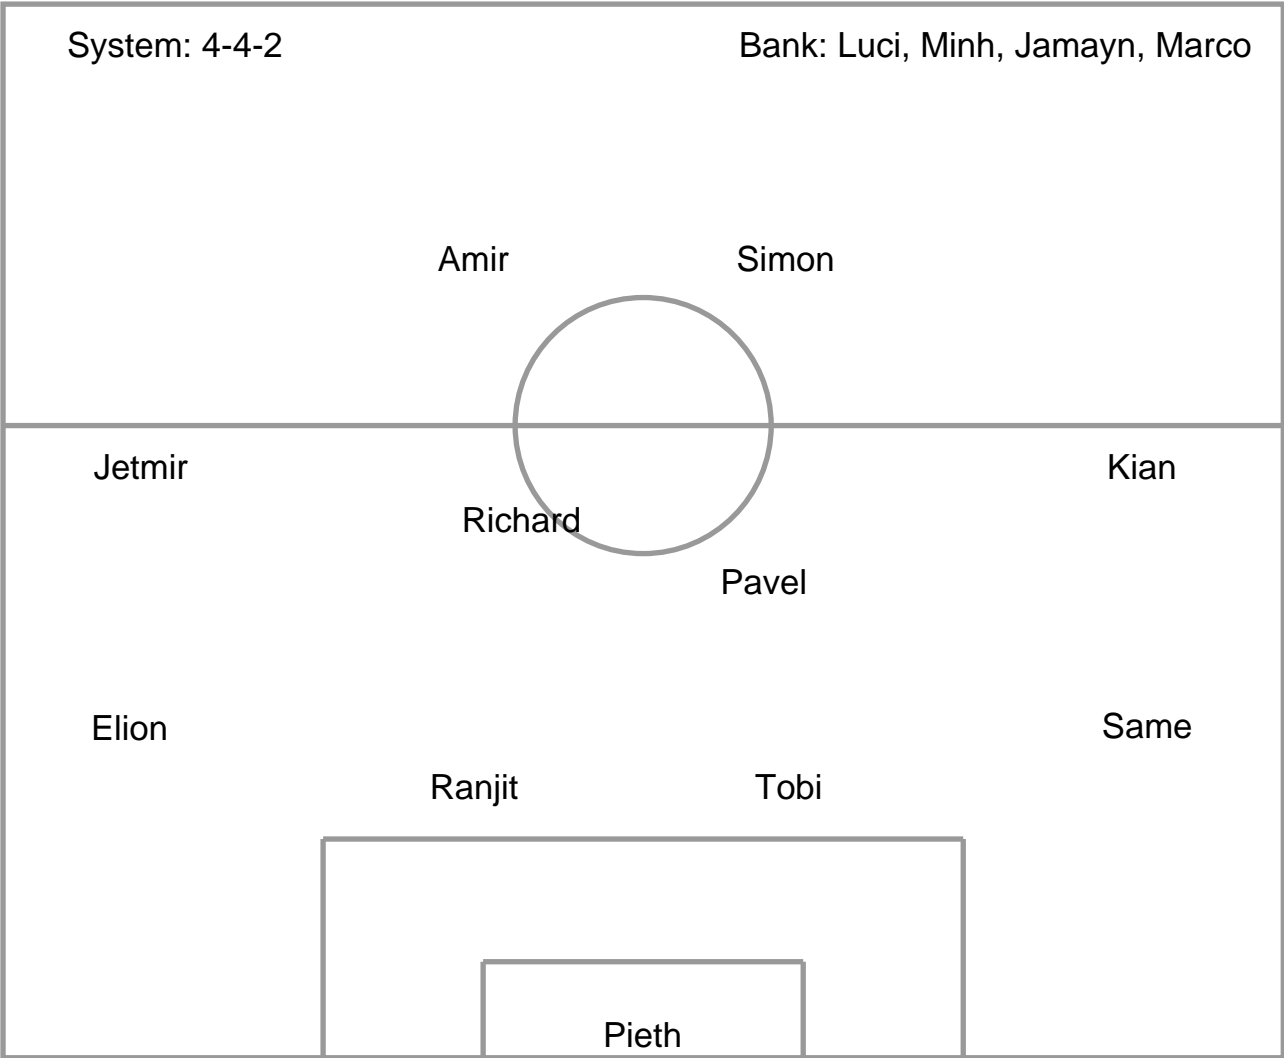 System: 4-4-2
Bank: Luci, Minh, Jamayn, Marco
Amir
Simon
Jetmir
Kian
Richard
Pavel
Elion
Same
Ranjit
Tobi
Pieth